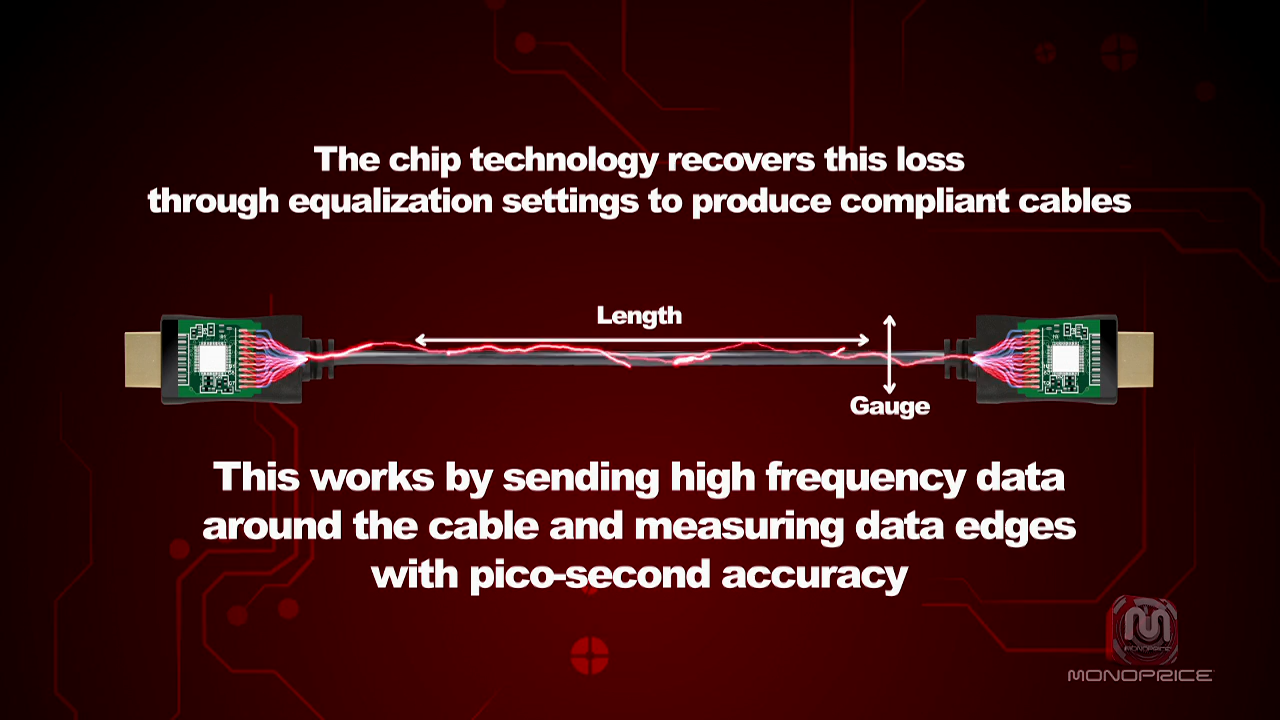 The chip technology recovers this loss
through equalization settings to produce compliant cables
Length
Gauge
This works by sending high frequency data
around the cable and measuring data edges
with pico-second accuracy
MONOPRICE
MONOPRICE